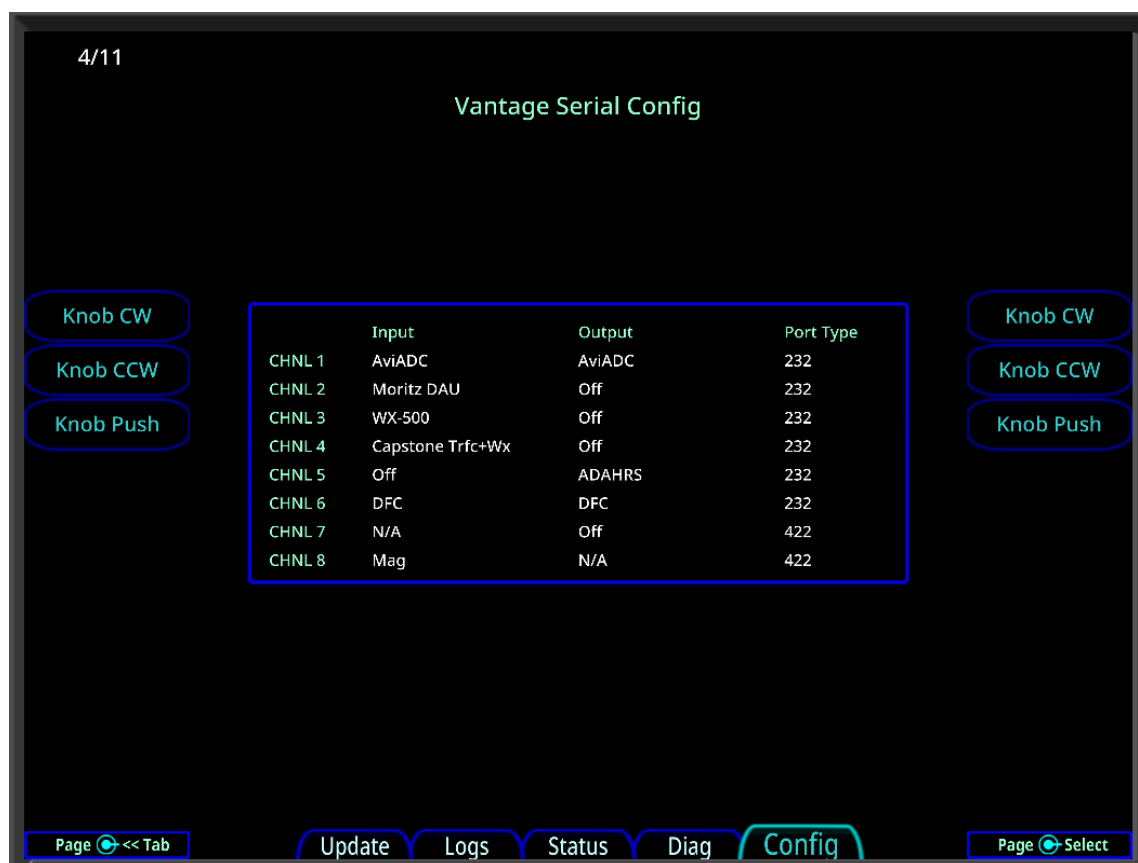 4/11
Vantage Serial Config
Knob CW
Knob CCW
Knob Push
Input Output Port Type
CHNL 1 AviADC AviADC 232
CHNL 2 Moritz DAU Off 232
CHNL 3 WX-500 Off 232
CHNL 4 Capstone Trfc+Wx Off 232
CHNL 5 Off ADAHRS 232
CHNL 6 DFC DFC 232
CHNL 7 N/A Off 422
CHNL 8 Mag N/A 422
Knob CW
Knob CCW
Knob Push
Page << Tab
Update Logs Status Diag Config
Page Select